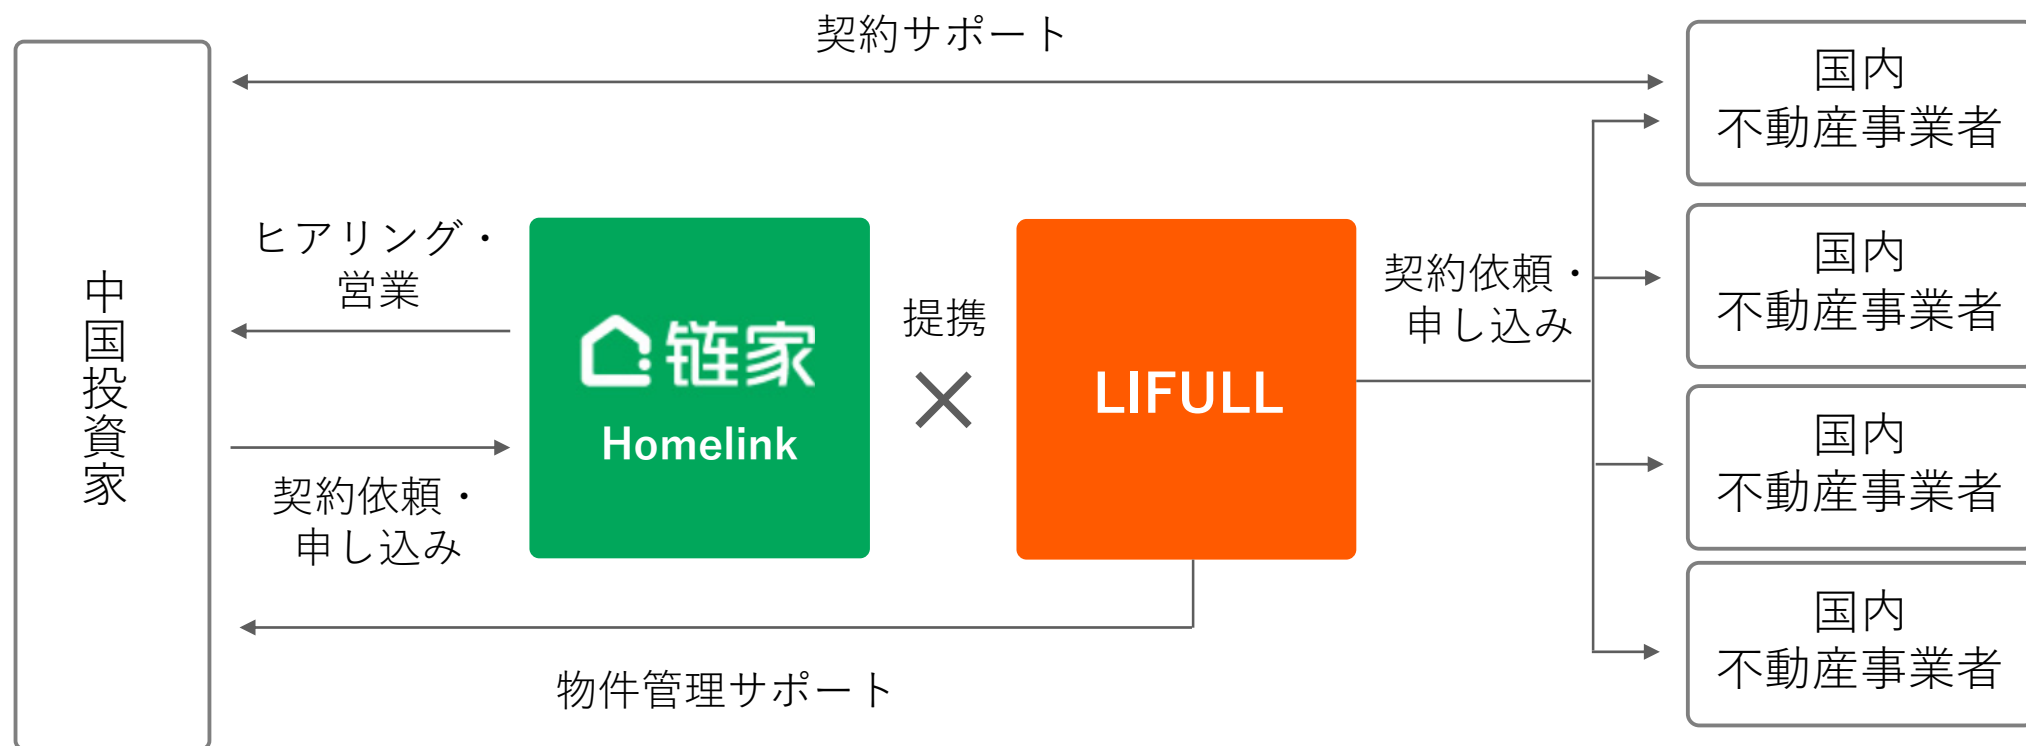 契約サポート
中国投資家
ヒアリング・
営業
契約依頼・
申し込み
链家
Homelink
提携
LIFULL
契約依頼・
申し込み
物件管理サポート
国内
不動産事業者
国内
不動産事業者
国内
不動産事業者
国内
不動産事業者